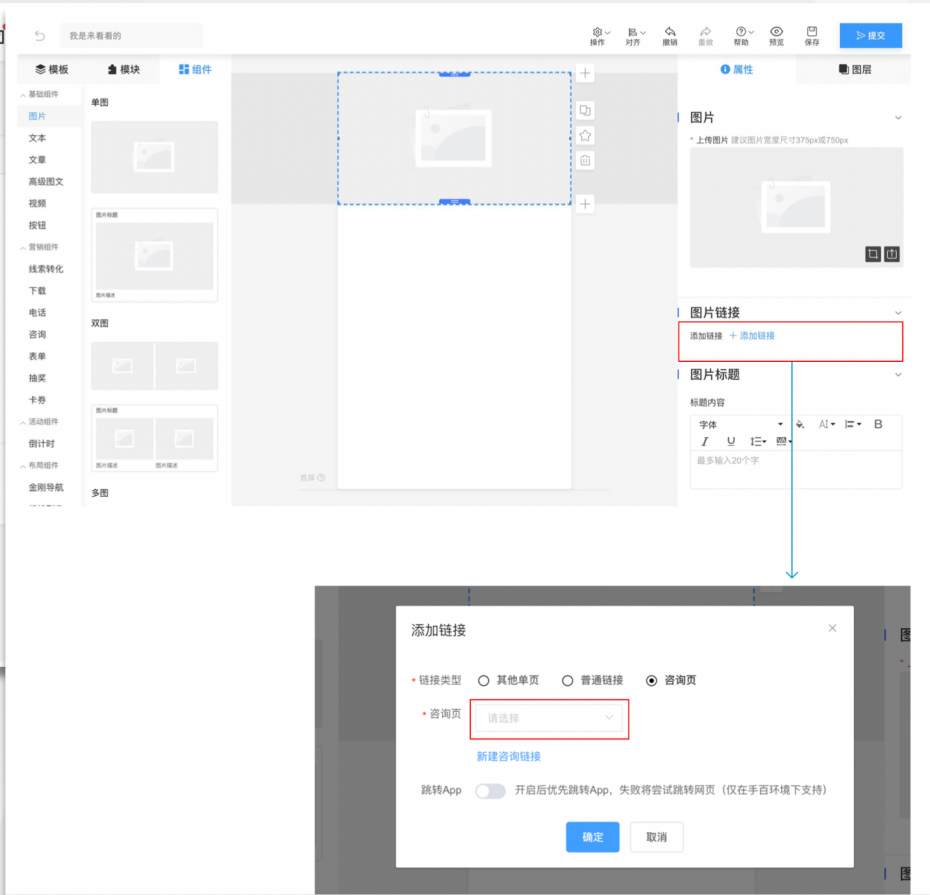 我是来看看的
操作 对齐 撤销 重做 帮助 预览 保存 提交
模板 模块 组件 属性 图层
基础组件
图片
文本
文章
高级图文
视频
按钮
营销组件
线索转化
下载
电话
咨询
表单
抽奖
卡券
活动组件
倒计时
布局组件
金刚导航
单图
图片标题
图片描述
双图
图片标题
图片描述 图片描述
多图
首屏
图片
* 上传图片 建议图片宽度尺寸375px或750px
图片链接
添加链接 + 添加链接
图片标题
标题内容
字体 AI B
I U
最多输入20个字
添加链接
* 链接类型 其他单页 普通链接 咨询页
* 咨询页 请选择
新建咨询链接
跳转App 开启后优先跳转App，失败将尝试跳转网页（仅在手百环境下支持）
确定 取消